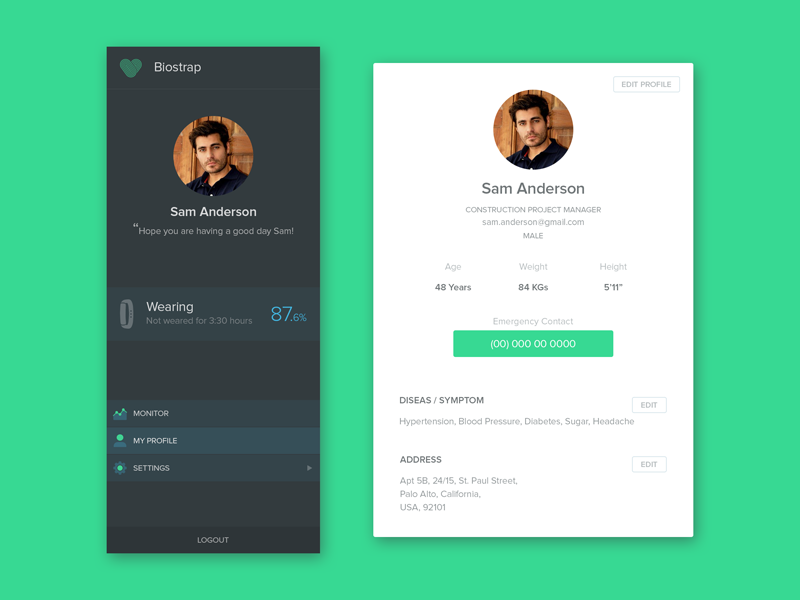 Biostrap
Sam Anderson
“Hope you are having a good day Sam!
Wearing
Not weared for 3:30 hours
87.6%
MONITOR
MY PROFILE
SETTINGS
LOGOUT
EDIT PROFILE
Sam Anderson
CONSTRUCTION PROJECT MANAGER
sam.anderson@gmail.com
MALE
Age Weight Height
48 Years 84 KGs 5'11”
Emergency Contact
(00) 000 00 0000
DISEAS / SYMPTOM
EDIT
Hypertension, Blood Pressure, Diabetes, Sugar, Headache
ADDRESS
EDIT
Apt 5B, 24/15, St. Paul Street,
Palo Alto, California,
USA, 92101